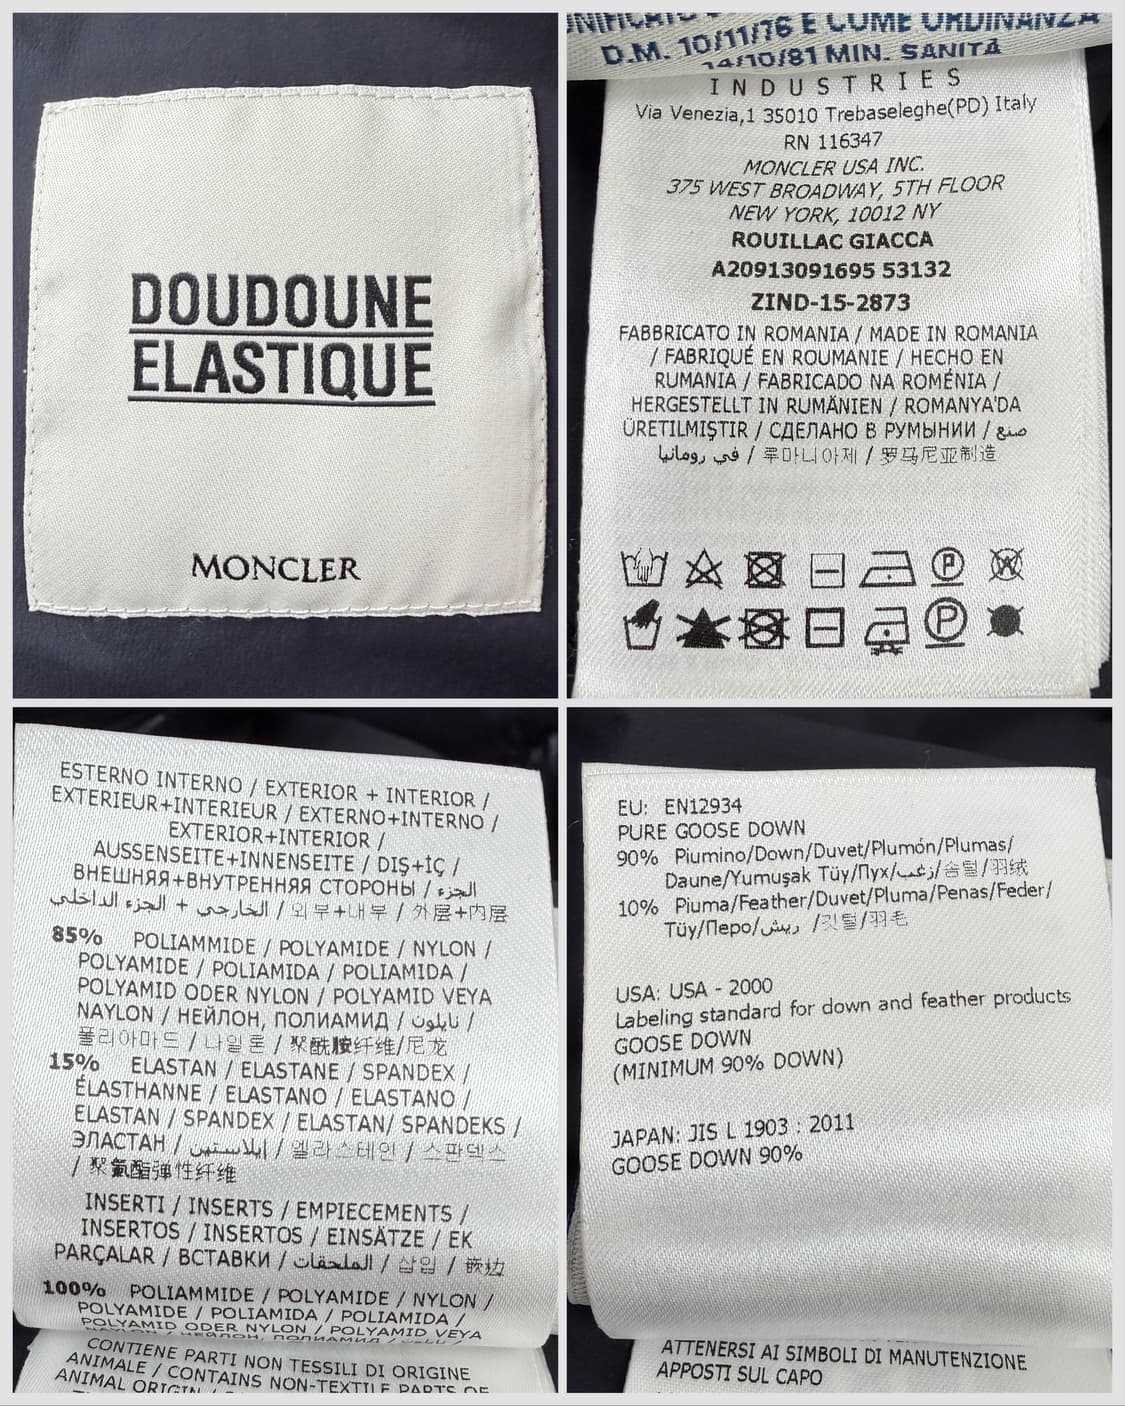 DOUDOUNE
ELASTIQUE
MONCLER
D.M. 10/11/76 E COME ORDINANZA
14/10/81 MIN. SANITÀ
INDUSTRIES
Via Venezia,1 35010 Trebaseleghe(PD) Italy
RN 116347
MONCLER USA INC.
375 WEST BROADWAY, 5TH FLOOR
NEW YORK, 10012 NY
ROUILLAC GIACCA
A20913091695 53132
ZIND-15-2873
FABBRICATO IN ROMANIA / MADE IN ROMANIA
/ FABRIQUÉ EN ROUMANIE / HECHO EN
RUMANIA / FABRICADO NA ROMÉNIA /
HERGESTELLT IN RUMÄNIEN / ROMANYA'DA
ÜRETILMIŞTIR / СДЕЛАНО В РУМЫНИИ / صنع
في رومانيا / 루마니아제 / 罗马尼亚制造
P W
P
ESTERNO INTERNO / EXTERIOR + INTERIOR /
EXTERIEUR+INTERIEUR / EXTERNO+INTERNO /
EXTERIOR+INTERIOR /
AUSSENSEITE+INNENSEITE / DIŞ+İÇ /
ВНЕШНЯЯ+ВНУТРЕННЯЯ СТОРОНЫ / الجزء
الخارجي + الجزء الداخلي / 외부+내부 / 外层+内层
85% POLIAMMIDE / POLYAMIDE / NYLON /
POLYAMIDE / POLIAMIDA / POLIAMIDA /
POLYAMID ODER NYLON / POLYAMID VEYA
NAYLON / НЕЙЛОН, ПОЛИАМИД / نايلون /
폴리아마드 / 나일론 / 聚酰胺纤维/尼龙
15% ELASTAN / ELASTANE / SPANDEX /
ÉLASTHANNE / ELASTANO / ELASTANO /
ELASTAN / SPANDEX / ELASTAN/ SPANDEKS /
ЭЛАСТАН / إيلاستين / 엘라스테인 / 스판덱스
/ 聚氨酯弹性纤维
INSERTI / INSERTS / EMPIECEMENTS /
INSERTOS / INSERTOS / EINSÄTZE / EK
PARÇALAR / ВСТАВКИ / الملحقات / 삽입 / 嵌边
100% POLIAMMIDE / POLYAMIDE / NYLON /
POLYAMIDE / POLIAMIDA / POLIAMIDA /
POLYAMID ODER NYLON / POLYAMID VEYA
CONTIENE PARTI NON TESSILI DI ORIGINE
ANIMALE / CONTAINS NON-TEXTILE PARTS OF
ANIMAL ORIGIN /
EU: EN12934
PURE GOOSE DOWN
90% Piumino/Down/Duvet/Plumón/Plumas/
Daune/Yumuşak Tüy/Пух/زغب/솜털/羽绒
10% Piuma/Feather/Duvet/Pluma/Penas/Feder/
Tüy/Перо/ريش /깃털/羽毛
USA: USA - 2000
Labeling standard for down and feather products
GOOSE DOWN
(MINIMUM 90% DOWN)
JAPAN: JIS L 1903 : 2011
GOOSE DOWN 90%
ATTENERSI AI SIMBOLI DI MANUTENZIONE
APPOSTI SUL CAPO